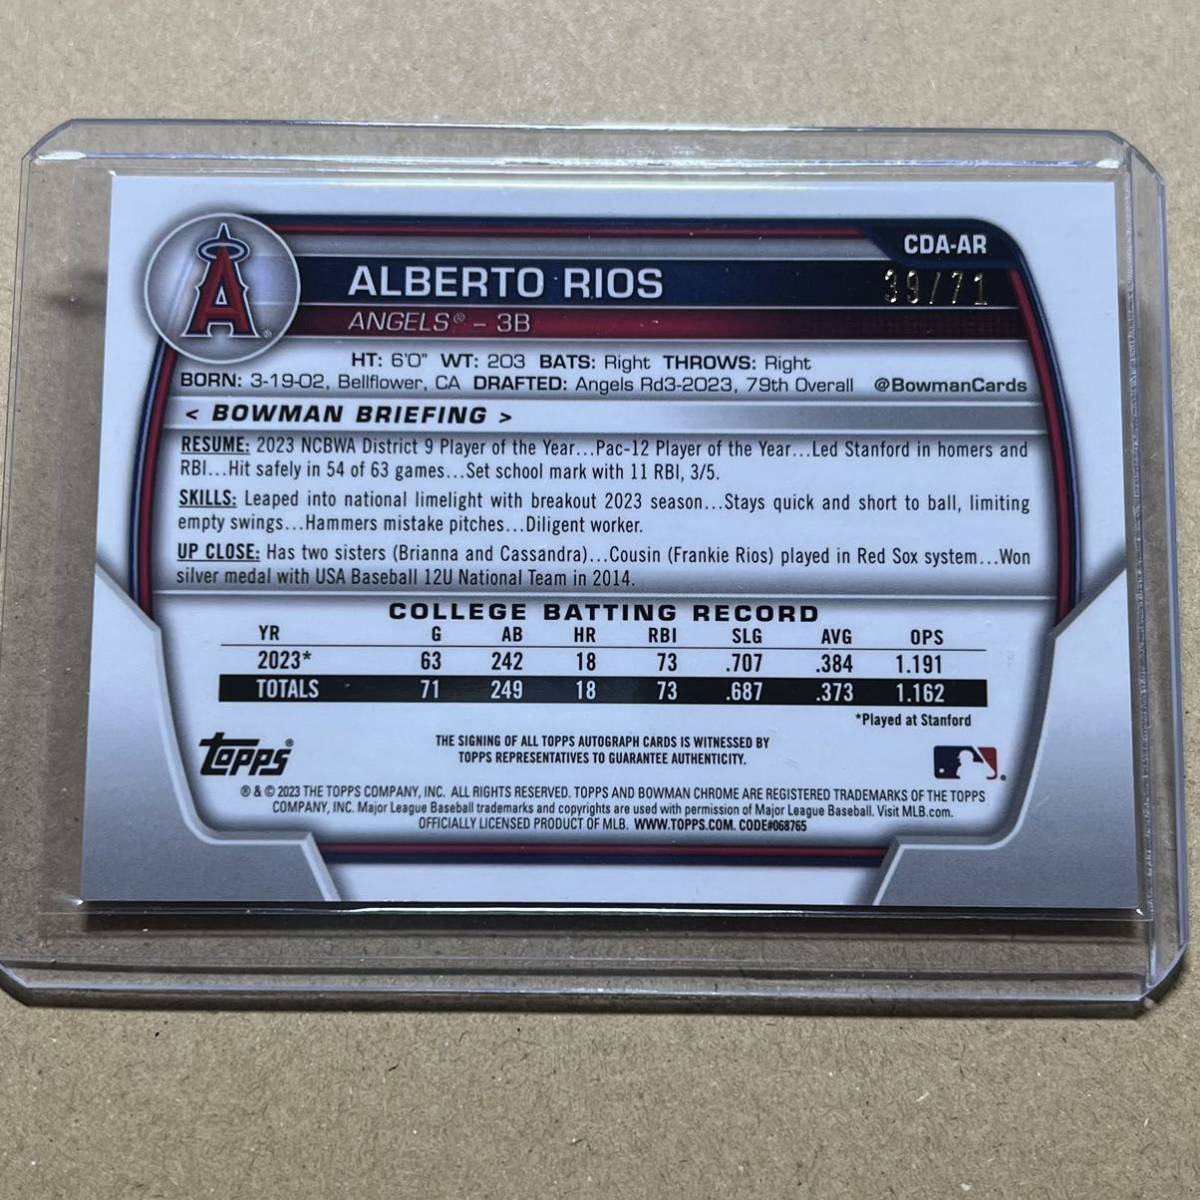 CDA-AR
ALBERTO RIOS
39/71
A®
ANGELS® - 3B
HT: 6'0" WT: 203 BATS: Right THROWS: Right
BORN: 3-19-02, Bellflower, CA DRAFTED: Angels Rd3-2023, 79th Overall @BowmanCards
< BOWMAN BRIEFING >
RESUME: 2023 NCBWA District 9 Player of the Year...Pac-12 Player of the Year...Led Stanford in homers and
RBI...Hit safely in 54 of 63 games...Set school mark with 11 RBI, 3/5.
SKILLS: Leaped into national limelight with breakout 2023 season...Stays quick and short to ball, limiting
empty swings...Hammers mistake pitches...Diligent worker.
UP CLOSE: Has two sisters (Brianna and Cassandra)...Cousin (Frankie Rios) played in Red Sox system...Won
silver medal with USA Baseball 12U National Team in 2014.
COLLEGE BATTING RECORD
YR G AB HR RBI SLG AVG OPS
2023* 63 242 18 73 .707 .384 1.191
TOTALS 71 249 18 73 .687 .373 1.162
*Played at Stanford
topps®
THE SIGNING OF ALL TOPPS AUTOGRAPH CARDS IS WITNESSED BY
TOPPS REPRESENTATIVES TO GUARANTEE AUTHENTICITY.
® & © 2023 THE TOPPS COMPANY, INC. ALL RIGHTS RESERVED. TOPPS AND BOWMAN CHROME ARE REGISTERED TRADEMARKS OF THE TOPPS
COMPANY, INC. Major League Baseball trademarks and copyrights are used with permission of Major League Baseball. Visit MLB.com.
OFFICIALLY LICENSED PRODUCT OF MLB. WWW.TOPPS.COM. CODE#068765